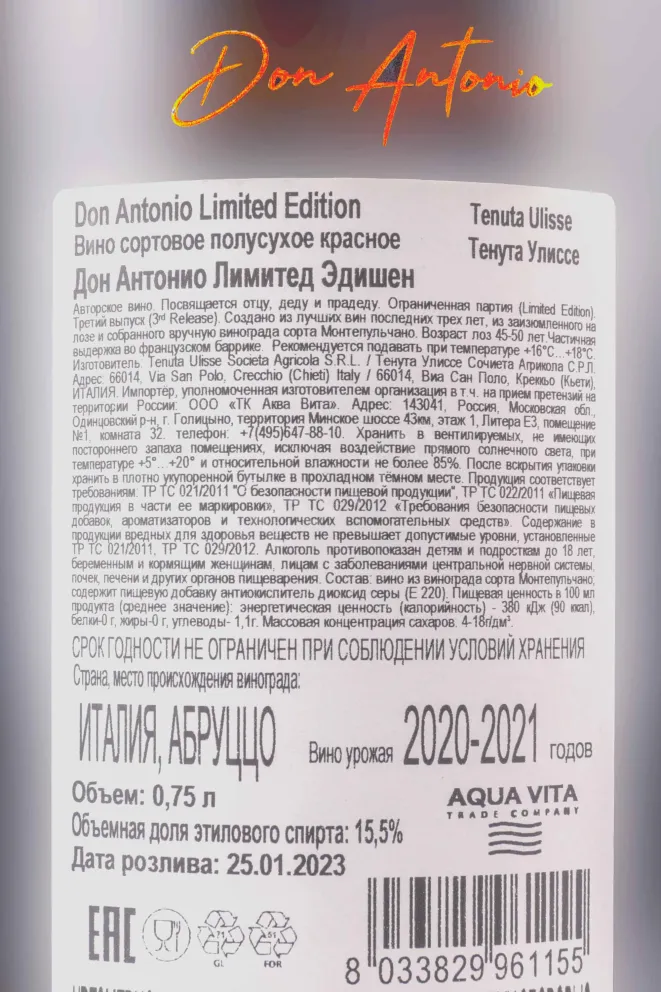 Don Antonio
Don Antonio Limited Edition
Tenuta Ulisse
Вино сортовое полусухое красное
Тенута Улиссе
Дон Антонио Лимитед Эдишен
Авторское вино. Посвящается отцу, деду и прадеду. Ограниченная партия (Limited Edition).
Третий выпуск (3rd Release). Создано из лучших вин последних трех лет, из заизюмленного на
лозе и собранного вручную винограда сорта Монтепульчано. Возраст лоз 45-50 лет.Частичная
выдержка во французском баррике. Рекомендуется подавать при температуре +16°С...+18°С.
Изготовитель: Tenuta Ulisse Societa Agricola S.R.L. / Тенута Улиссе Сочиета Агрикола С.Р.Л.
Адрес: 66014, Via San Polo, Crecchio (Chieti) Italy / 66014, Виа Сан Поло, Креккьо (Кьети),
ИТАЛИЯ. Импортёр, уполномоченная изготовителем организация в т.ч. на прием претензий на
территории России: ООО «ТК Аква Вита». Адрес: 143041, Россия, Московская обл.,
Одинцовский р-н, г. Голицыно, территория Минское шоссе 43км, этаж 1, Литера Е3, помещение
№1, комната 32. телефон: +7(495)647-88-10. Хранить в вентилируемых, не имеющих
постороннего запаха помещениях, исключая воздействие прямого солнечного света, при
температуре +5°...+20° и относительной влажности не более 85%. После вскрытия упаковки
хранить в плотно укупоренной бутылке в прохладном тёмном месте. Продукция соответствует
требованиям: ТР ТС 021/2011 "О безопасности пищевой продукции", ТР ТС 022/2011 «Пищевая
продукция в части ее маркировки», ТР ТС 029/2012 «Требования безопасности пищевых
добавок, ароматизаторов и технологических вспомогательных средств». Содержание в
продукции вредных для здоровья веществ не превышает допустимые уровни, установленные
ТР ТС 021/2011, ТР ТС 029/2012. Алкоголь противопоказан детям и подросткам до 18 лет,
беременным и кормящим женщинам, лицам с заболеваниями центральной нервной системы,
почек, печени и других органов пищеварения. Состав: вино из винограда сорта Монтепульчано;
содержит пищевую добавку антиокислитель диоксид серы (Е 220). Пищевая ценность в 100 мл
продукта (среднее значение): энергетическая ценность (калорийность) - 380 кДж (90 ккал),
белки-0 г, жиры-0 г, углеводы- 1,1г. Массовая концентрация сахаров: 4-18г/дм³.
СРОК ГОДНОСТИ НЕ ОГРАНИЧЕН ПРИ СОБЛЮДЕНИИ УСЛОВИЙ ХРАНЕНИЯ
Страна, место происхождения винограда:
ИТАЛИЯ, АБРУЦЦО
Вино урожая 2020-2021 годов
Объем: 0,75 л
AQUA VITA
TRADE COMPANY
Объемная доля этилового спирта: 15,5%
Дата розлива: 25.01.2023
EAC
71
GL
51
FOR
8 033829 961155